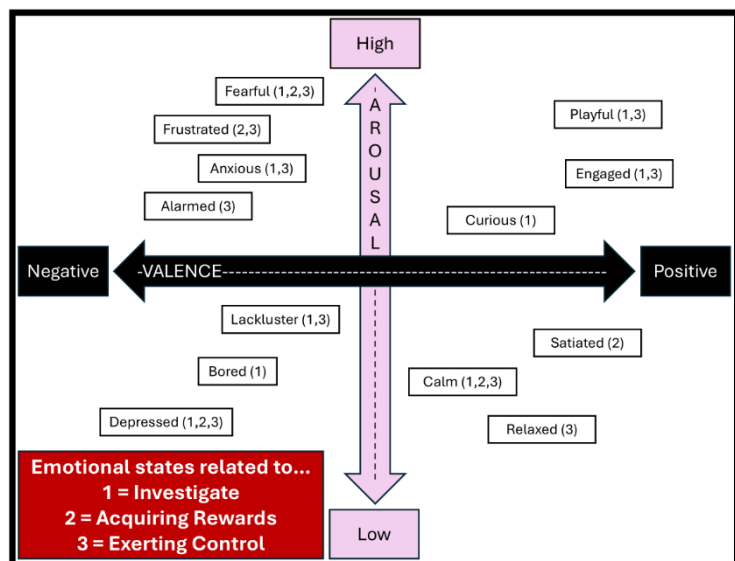 High
Fearful (1,2,3)
Frustrated (2,3)
Anxious (1,3)
Alarmed (3)
AROUSAL
Playful (1,3)
Engaged (1,3)
Curious (1)
Negative
-VALENCE-
Positive
Lackluster (1,3)
Bored (1)
Depressed (1,2,3)
Satiated (2)
Calm (1,2,3)
Relaxed (3)
Emotional states related to...
1 = Investigate
2 = Acquiring Rewards
3 = Exerting Control
Low